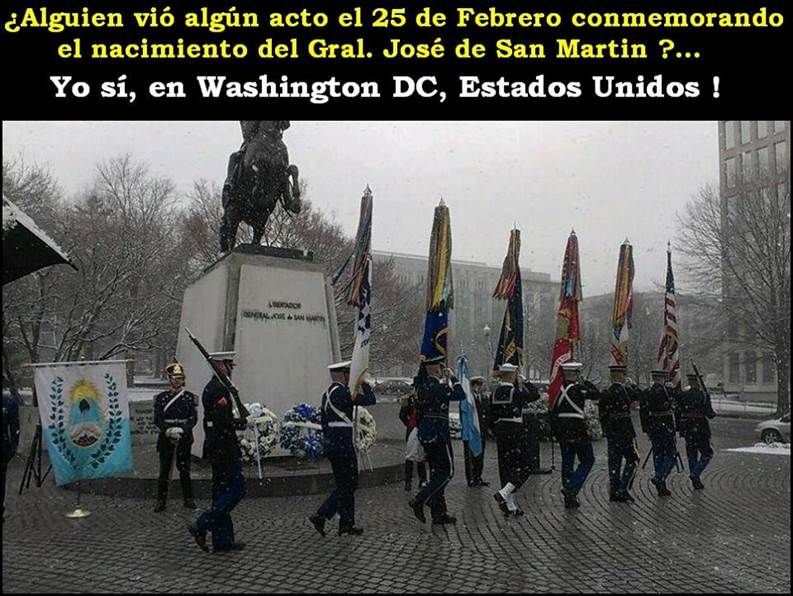 ¿Alguien vió algún acto el 25 de Febrero conmemorando
el nacimiento del Gral. José de San Martin ?...
Yo sí, en Washington DC, Estados Unidos !
LIBERTADOR
GENERAL JOSE de SAN MARTIN